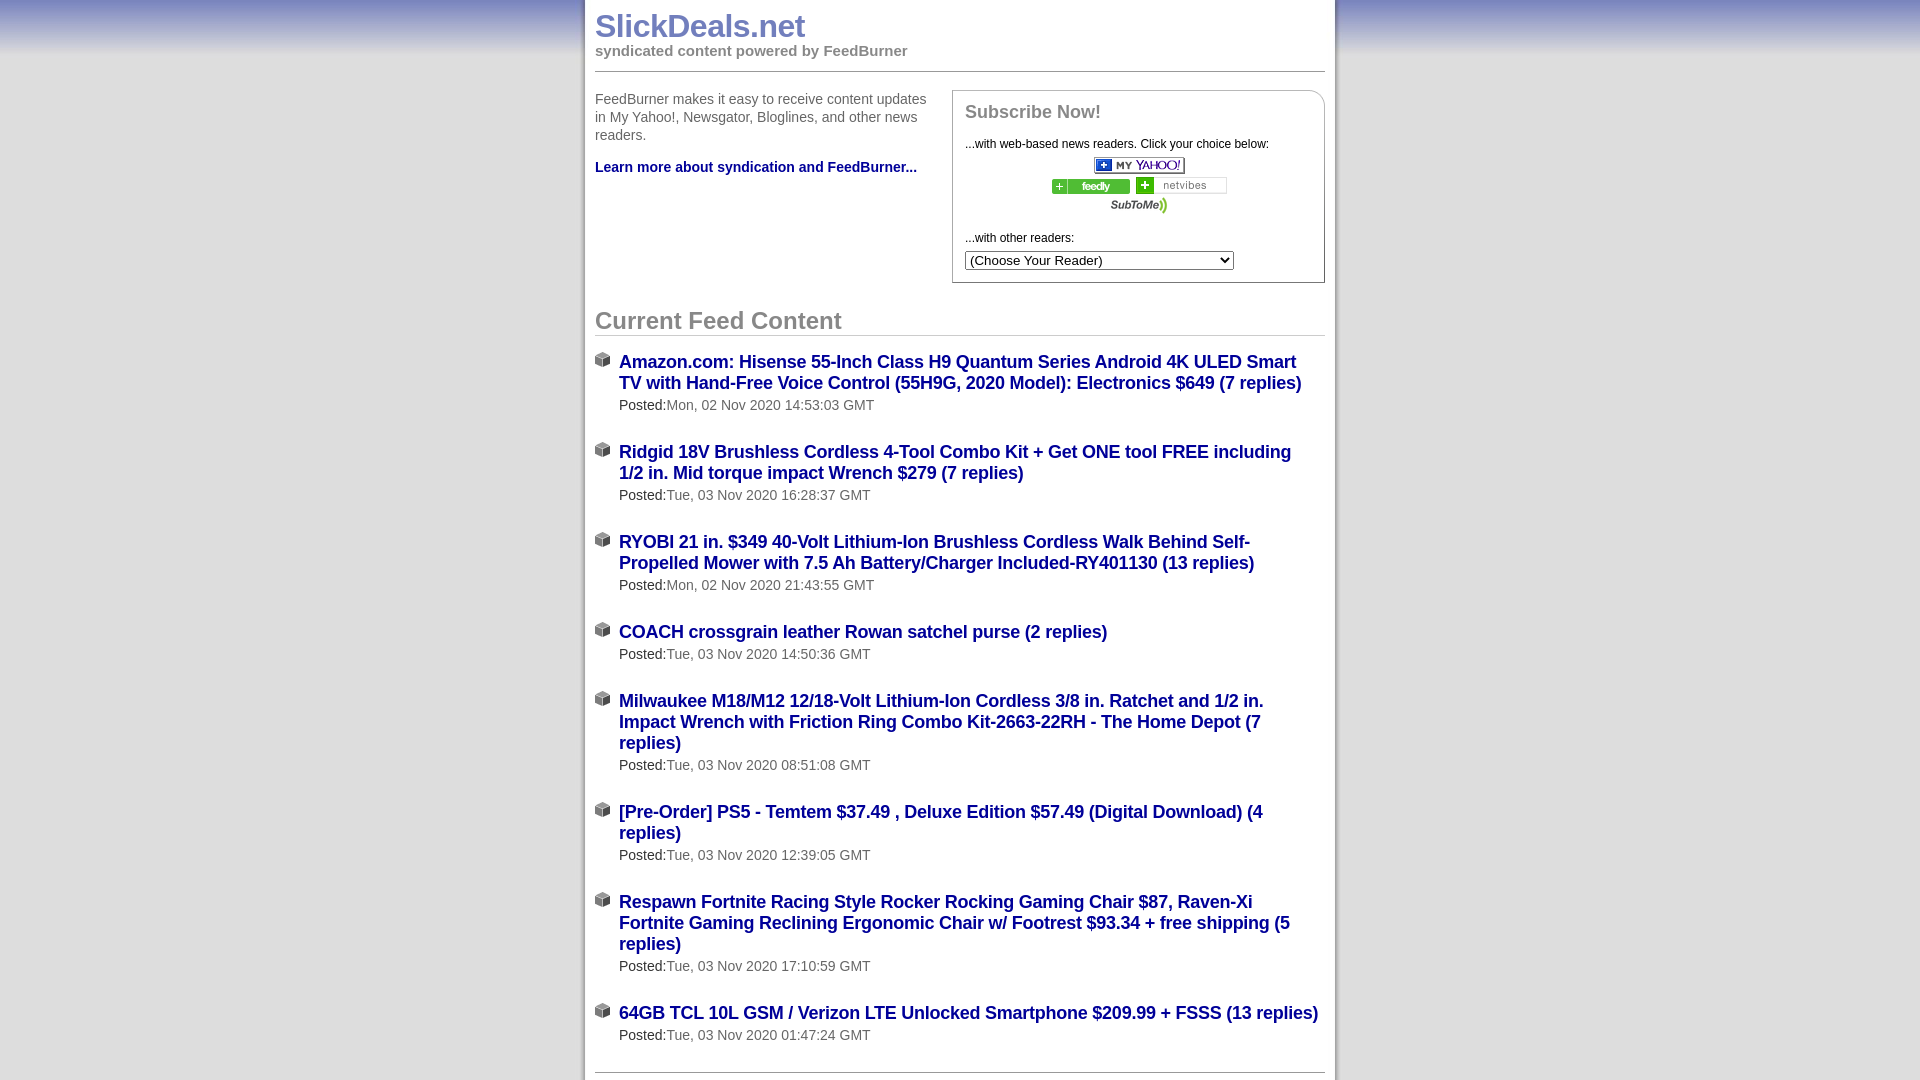 SlickDeals.net
syndicated content powered by FeedBurner
FeedBurner makes it easy to receive content updates
in My Yahoo!, Newsgator, Bloglines, and other news
readers.
Learn more about syndication and FeedBurner...
Subscribe Now!
...with web-based news readers. Click your choice below:
MY YAHOO!
feedly
netvibes
SubToMe
...with other readers:
(Choose Your Reader)
Current Feed Content
Amazon.com: Hisense 55-Inch Class H9 Quantum Series Android 4K ULED Smart
TV with Hand-Free Voice Control (55H9G, 2020 Model): Electronics $649 (7 replies)
Posted:Mon, 02 Nov 2020 14:53:03 GMT
Ridgid 18V Brushless Cordless 4-Tool Combo Kit + Get ONE tool FREE including
1/2 in. Mid torque impact Wrench $279 (7 replies)
Posted:Tue, 03 Nov 2020 16:28:37 GMT
RYOBI 21 in. $349 40-Volt Lithium-Ion Brushless Cordless Walk Behind Self-
Propelled Mower with 7.5 Ah Battery/Charger Included-RY401130 (13 replies)
Posted:Mon, 02 Nov 2020 21:43:55 GMT
COACH crossgrain leather Rowan satchel purse (2 replies)
Posted:Tue, 03 Nov 2020 14:50:36 GMT
Milwaukee M18/M12 12/18-Volt Lithium-Ion Cordless 3/8 in. Ratchet and 1/2 in.
Impact Wrench with Friction Ring Combo Kit-2663-22RH - The Home Depot (7
replies)
Posted:Tue, 03 Nov 2020 08:51:08 GMT
[Pre-Order] PS5 - Temtem $37.49 , Deluxe Edition $57.49 (Digital Download) (4
replies)
Posted:Tue, 03 Nov 2020 12:39:05 GMT
Respawn Fortnite Racing Style Rocker Rocking Gaming Chair $87, Raven-Xi
Fortnite Gaming Reclining Ergonomic Chair w/ Footrest $93.34 + free shipping (5
replies)
Posted:Tue, 03 Nov 2020 17:10:59 GMT
64GB TCL 10L GSM / Verizon LTE Unlocked Smartphone $209.99 + FSSS (13 replies)
Posted:Tue, 03 Nov 2020 01:47:24 GMT